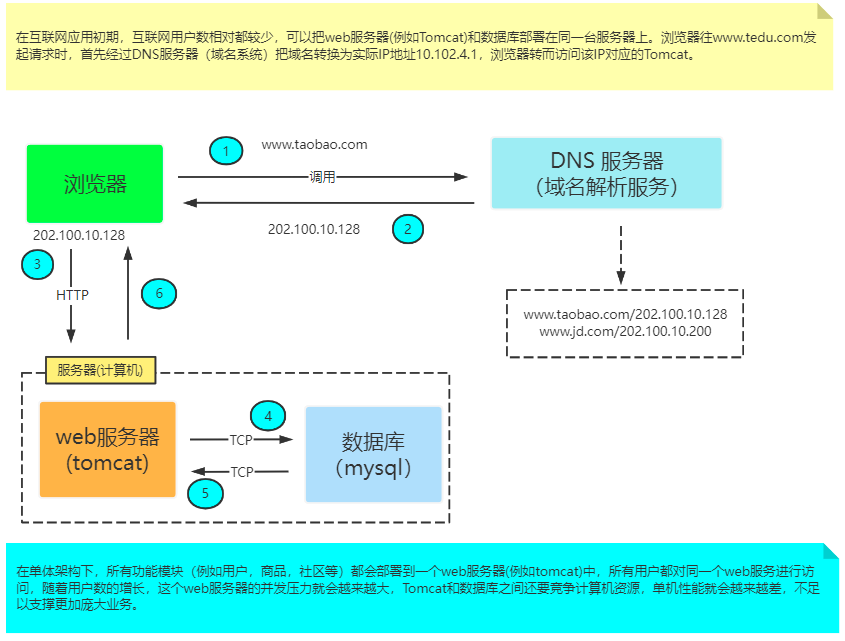 在互联网应用初期，互联网用户数相对都较少，可以把web服务器(例如Tomcat)和数据库部署在同一台服务器上。浏览器往www.tedu.com发
起请求时，首先经过DNS服务器（域名系统）把域名转换为实际IP地址10.102.4.1，浏览器转而访问该IP对应的Tomcat。
1
www.taobao.com
浏览器
调用
DNS 服务器
（域名解析服务）
202.100.10.128
202.100.10.128
2
3
HTTP
6
www.taobao.com/202.100.10.128
www.jd.com/202.100.10.200
服务器(计算机)
web服务器
(tomcat)
4
TCP
TCP
5
数据库
（mysql）
在单体架构下，所有功能模块（例如用户，商品，社区等）都会部署到一个web服务器(例如tomcat)中，所有用户都对同一个web服务进行访
问，随着用户数的增长，这个web服务器的并发压力就会越来越大，Tomcat和数据库之间还要竞争计算机资源，单机性能就会越来越差，不足
以支撑更加庞大业务。